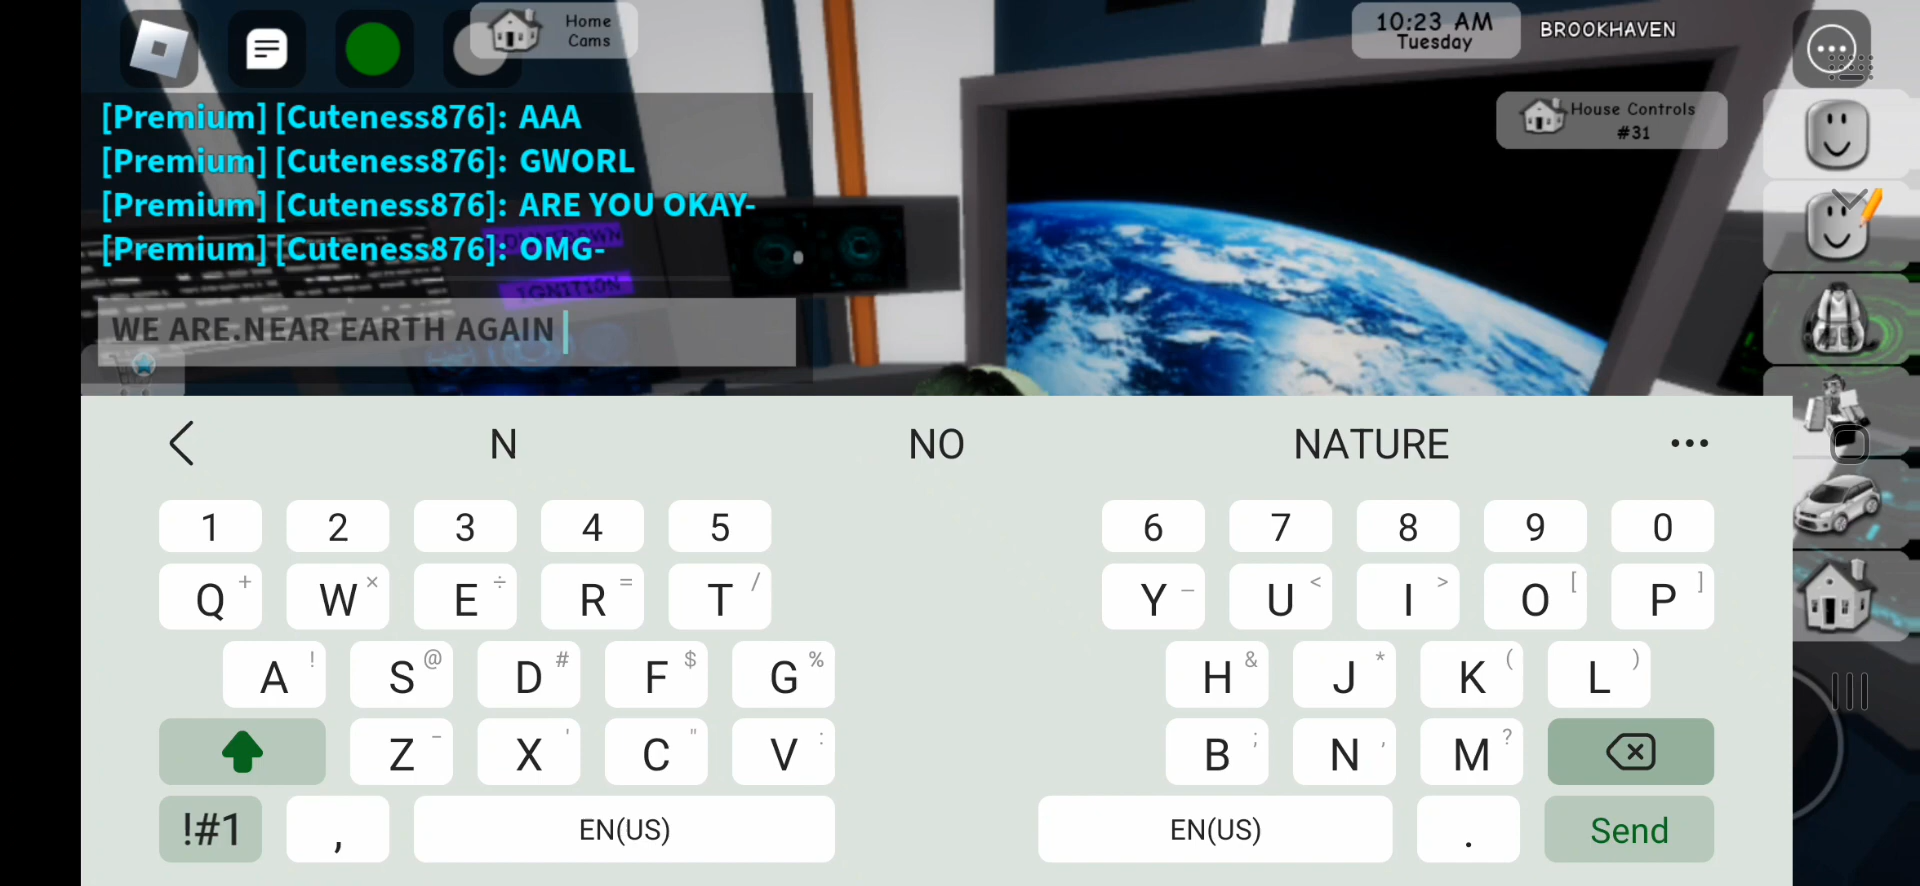 Home
Cams
10:23 AM
Tuesday
BROOKHAVEN
House Controls
#31
[Premium] [Cuteness876]: AAA
[Premium] [Cuteness876]: GWORL
[Premium] [Cuteness876]: ARE YOU OKAY-
[Premium] [Cuteness876]: OMG-
IGNITION
WE ARE.NEAR EARTH AGAIN
N NO NATURE
1 2 3 4 5 6 7 8 9 0
Q + W × E ÷ R = T / Y _ U < I > O [ P ]
A ! S @ D # F $ G % H & J * K ( L )
Z - X ' C " V : B ; N , M ?
!#1 , EN(US) EN(US) . Send